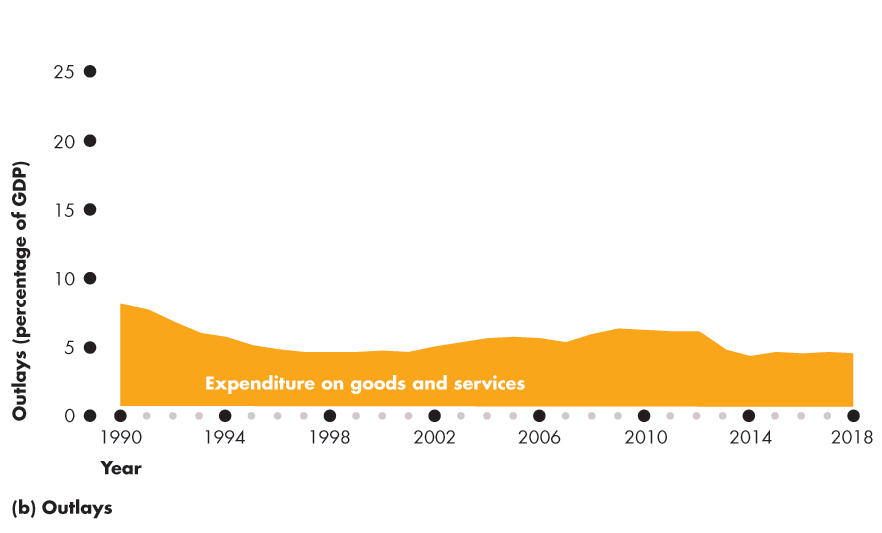 25
20
15
10
5
0
Outlays (percentage of GDP)
Expenditure on goods and services
1990 1994 1998 2002 2006 2010 2014 2018
Year
(b) Outlays